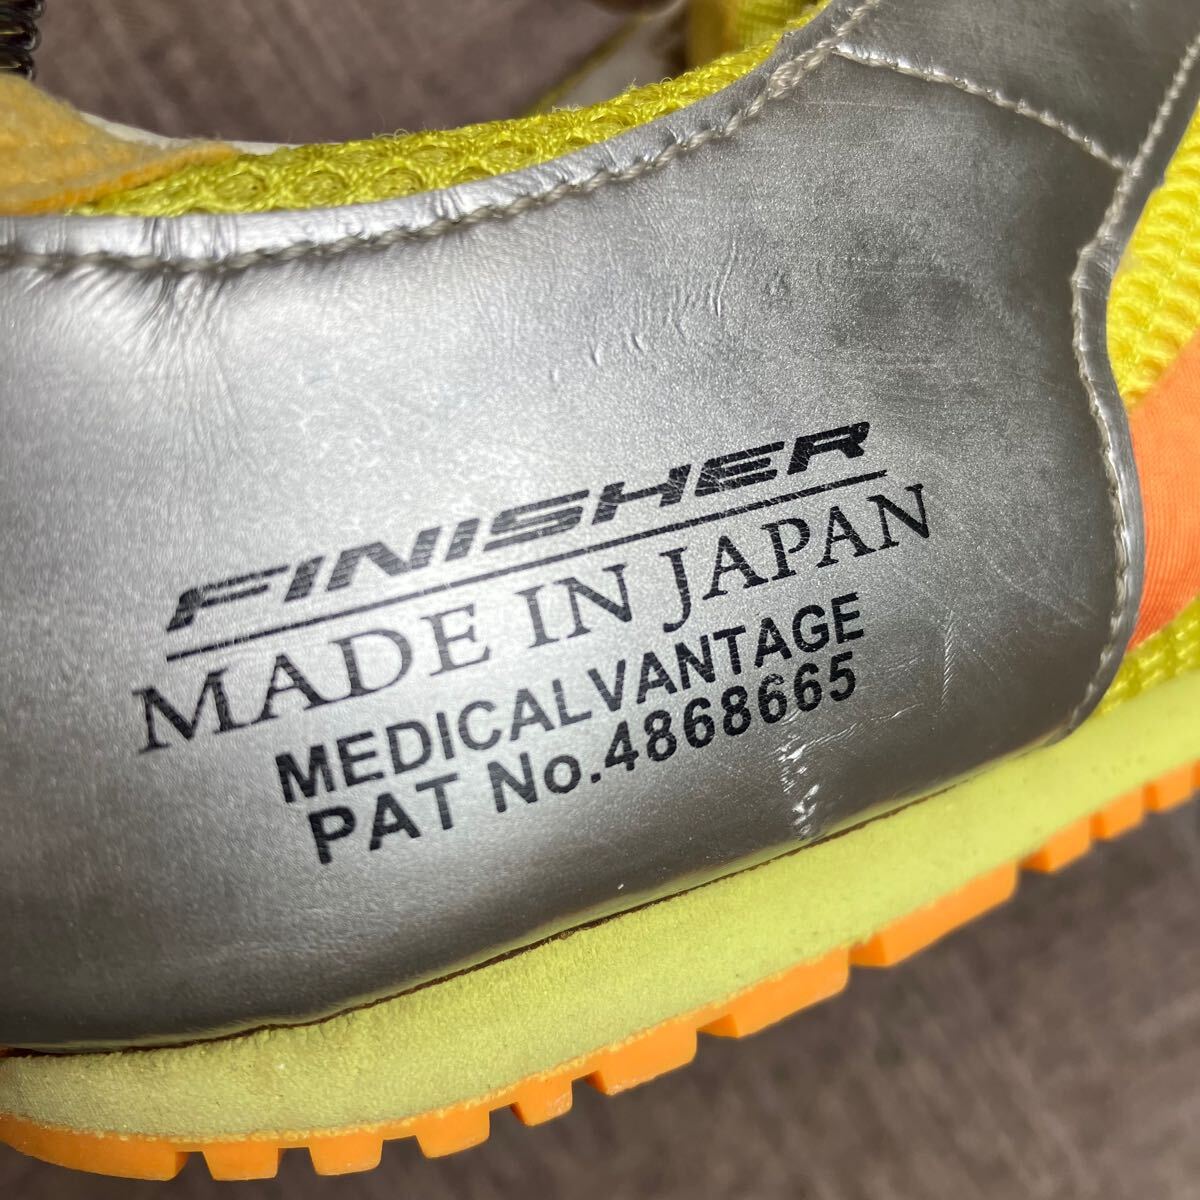 FINISHER
MADE IN JAPAN
MEDICALVANTAGE
PAT No.4868665